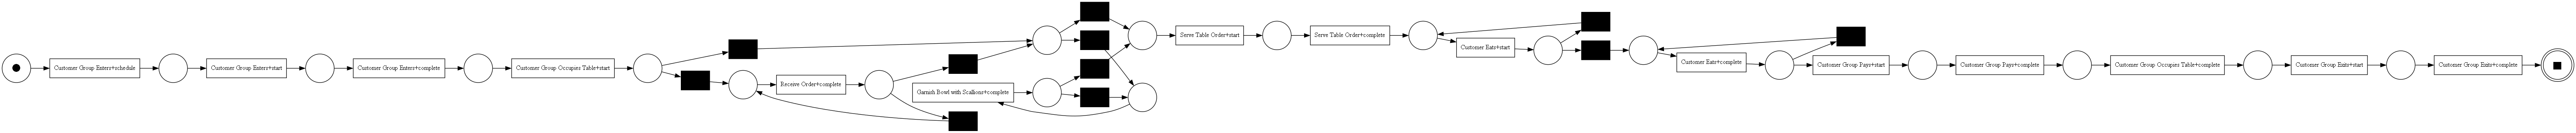 Customer Group Enters+schedule
Customer Group Enters+start
Customer Group Enters+complete
Customer Group Occupies Table+start
Receive Order+complete
Garnish Bowl with Scallions+complete
Serve Table Order+start
Serve Table Order+complete
Customer Eats+start
Customer Eats+complete
Customer Group Pays+start
Customer Group Pays+complete
Customer Group Occupies Table+complete
Customer Group Exits+start
Customer Group Exits+complete